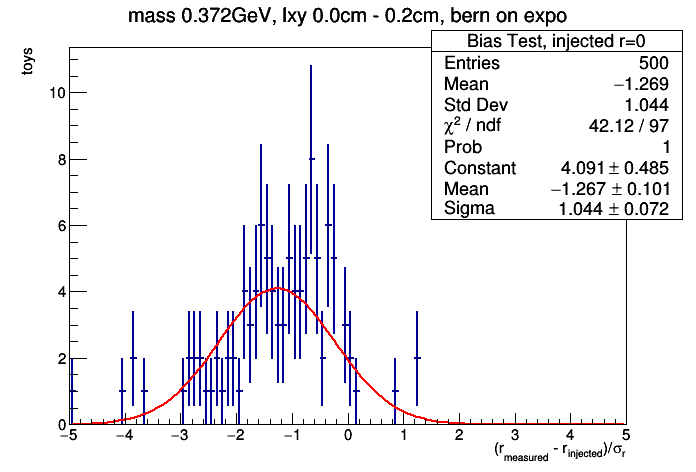 mass 0.372GeV, lxy 0.0cm - 0.2cm, bern on expo
Bias Test, injected r=0
Entries 500
Mean −1.269
Std Dev 1.044
χ² / ndf 42.12 / 97
Prob 1
Constant 4.091 ± 0.485
Mean −1.267 ± 0.101
Sigma 1.044 ± 0.072
toys
10
8
6
4
2
0
−5 −4 −3 −2 −1 0 1 2 3 4 5
(r_measured - r_injected)/σ_r